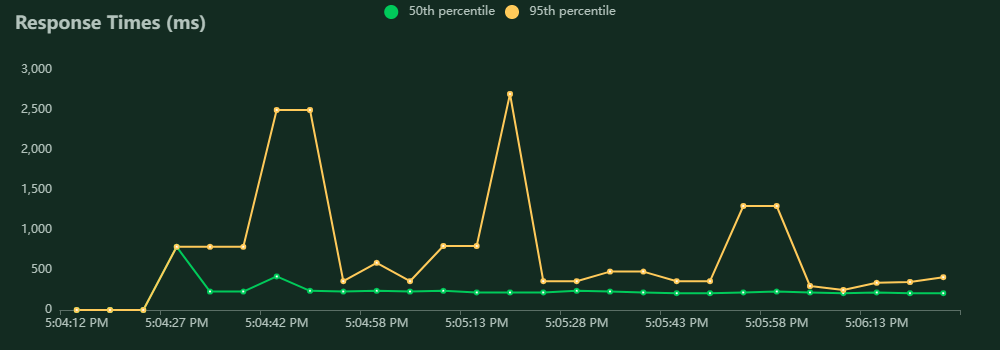 50th percentile 95th percentile
Response Times (ms)
3,000
2,500
2,000
1,500
1,000
500
0
5:04:12 PM 5:04:27 PM 5:04:42 PM 5:04:58 PM 5:05:13 PM 5:05:28 PM 5:05:43 PM 5:05:58 PM 5:06:13 PM